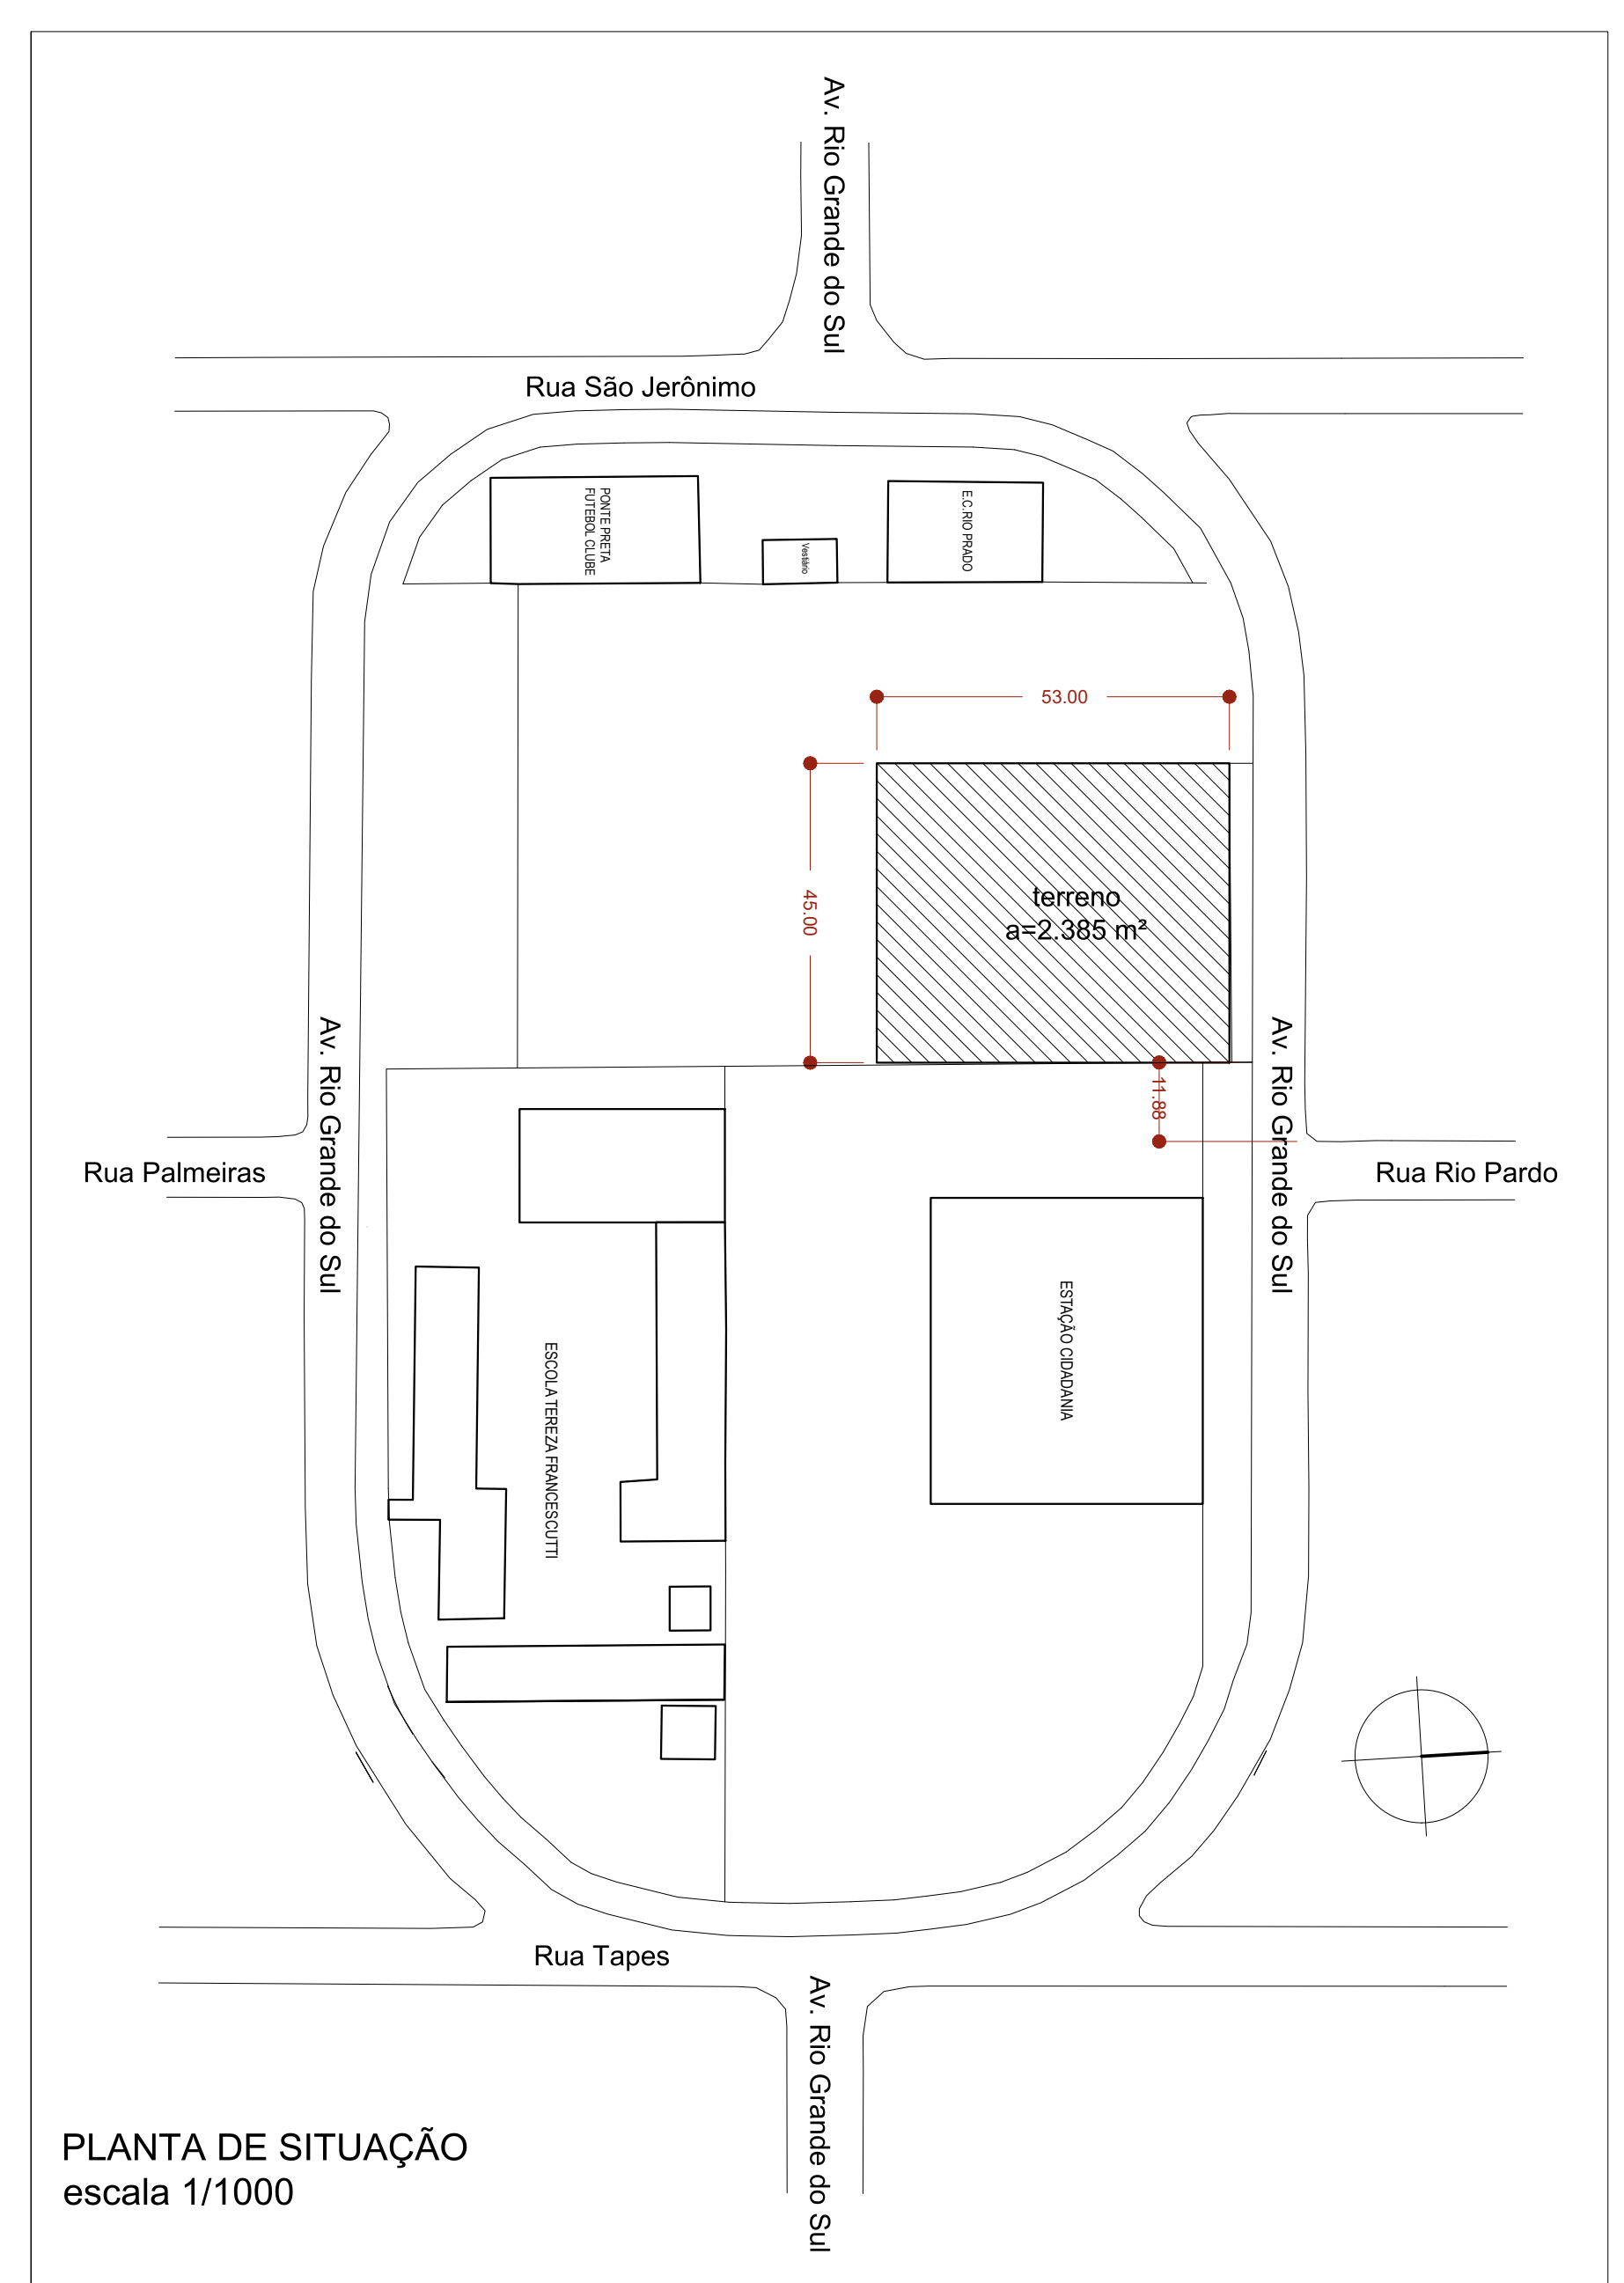 Av. Rio Grande do Sul
Rua São Jerônimo
PONTE PRETA
FUTEBOL CLUBE
Vestiário
E.C.RIO PRADO
53.00
45.00
terreno
a=2.385 m²
11.88
Av. Rio Grande do Sul
Av. Rio Grande do Sul
Rua Palmeiras
Rua Rio Pardo
ESCOLA TEREZA FRANCESCUTTI
ESTAÇÃO CIDADANIA
Rua Tapes
Av. Rio Grande do Sul
PLANTA DE SITUAÇÃO
escala 1/1000